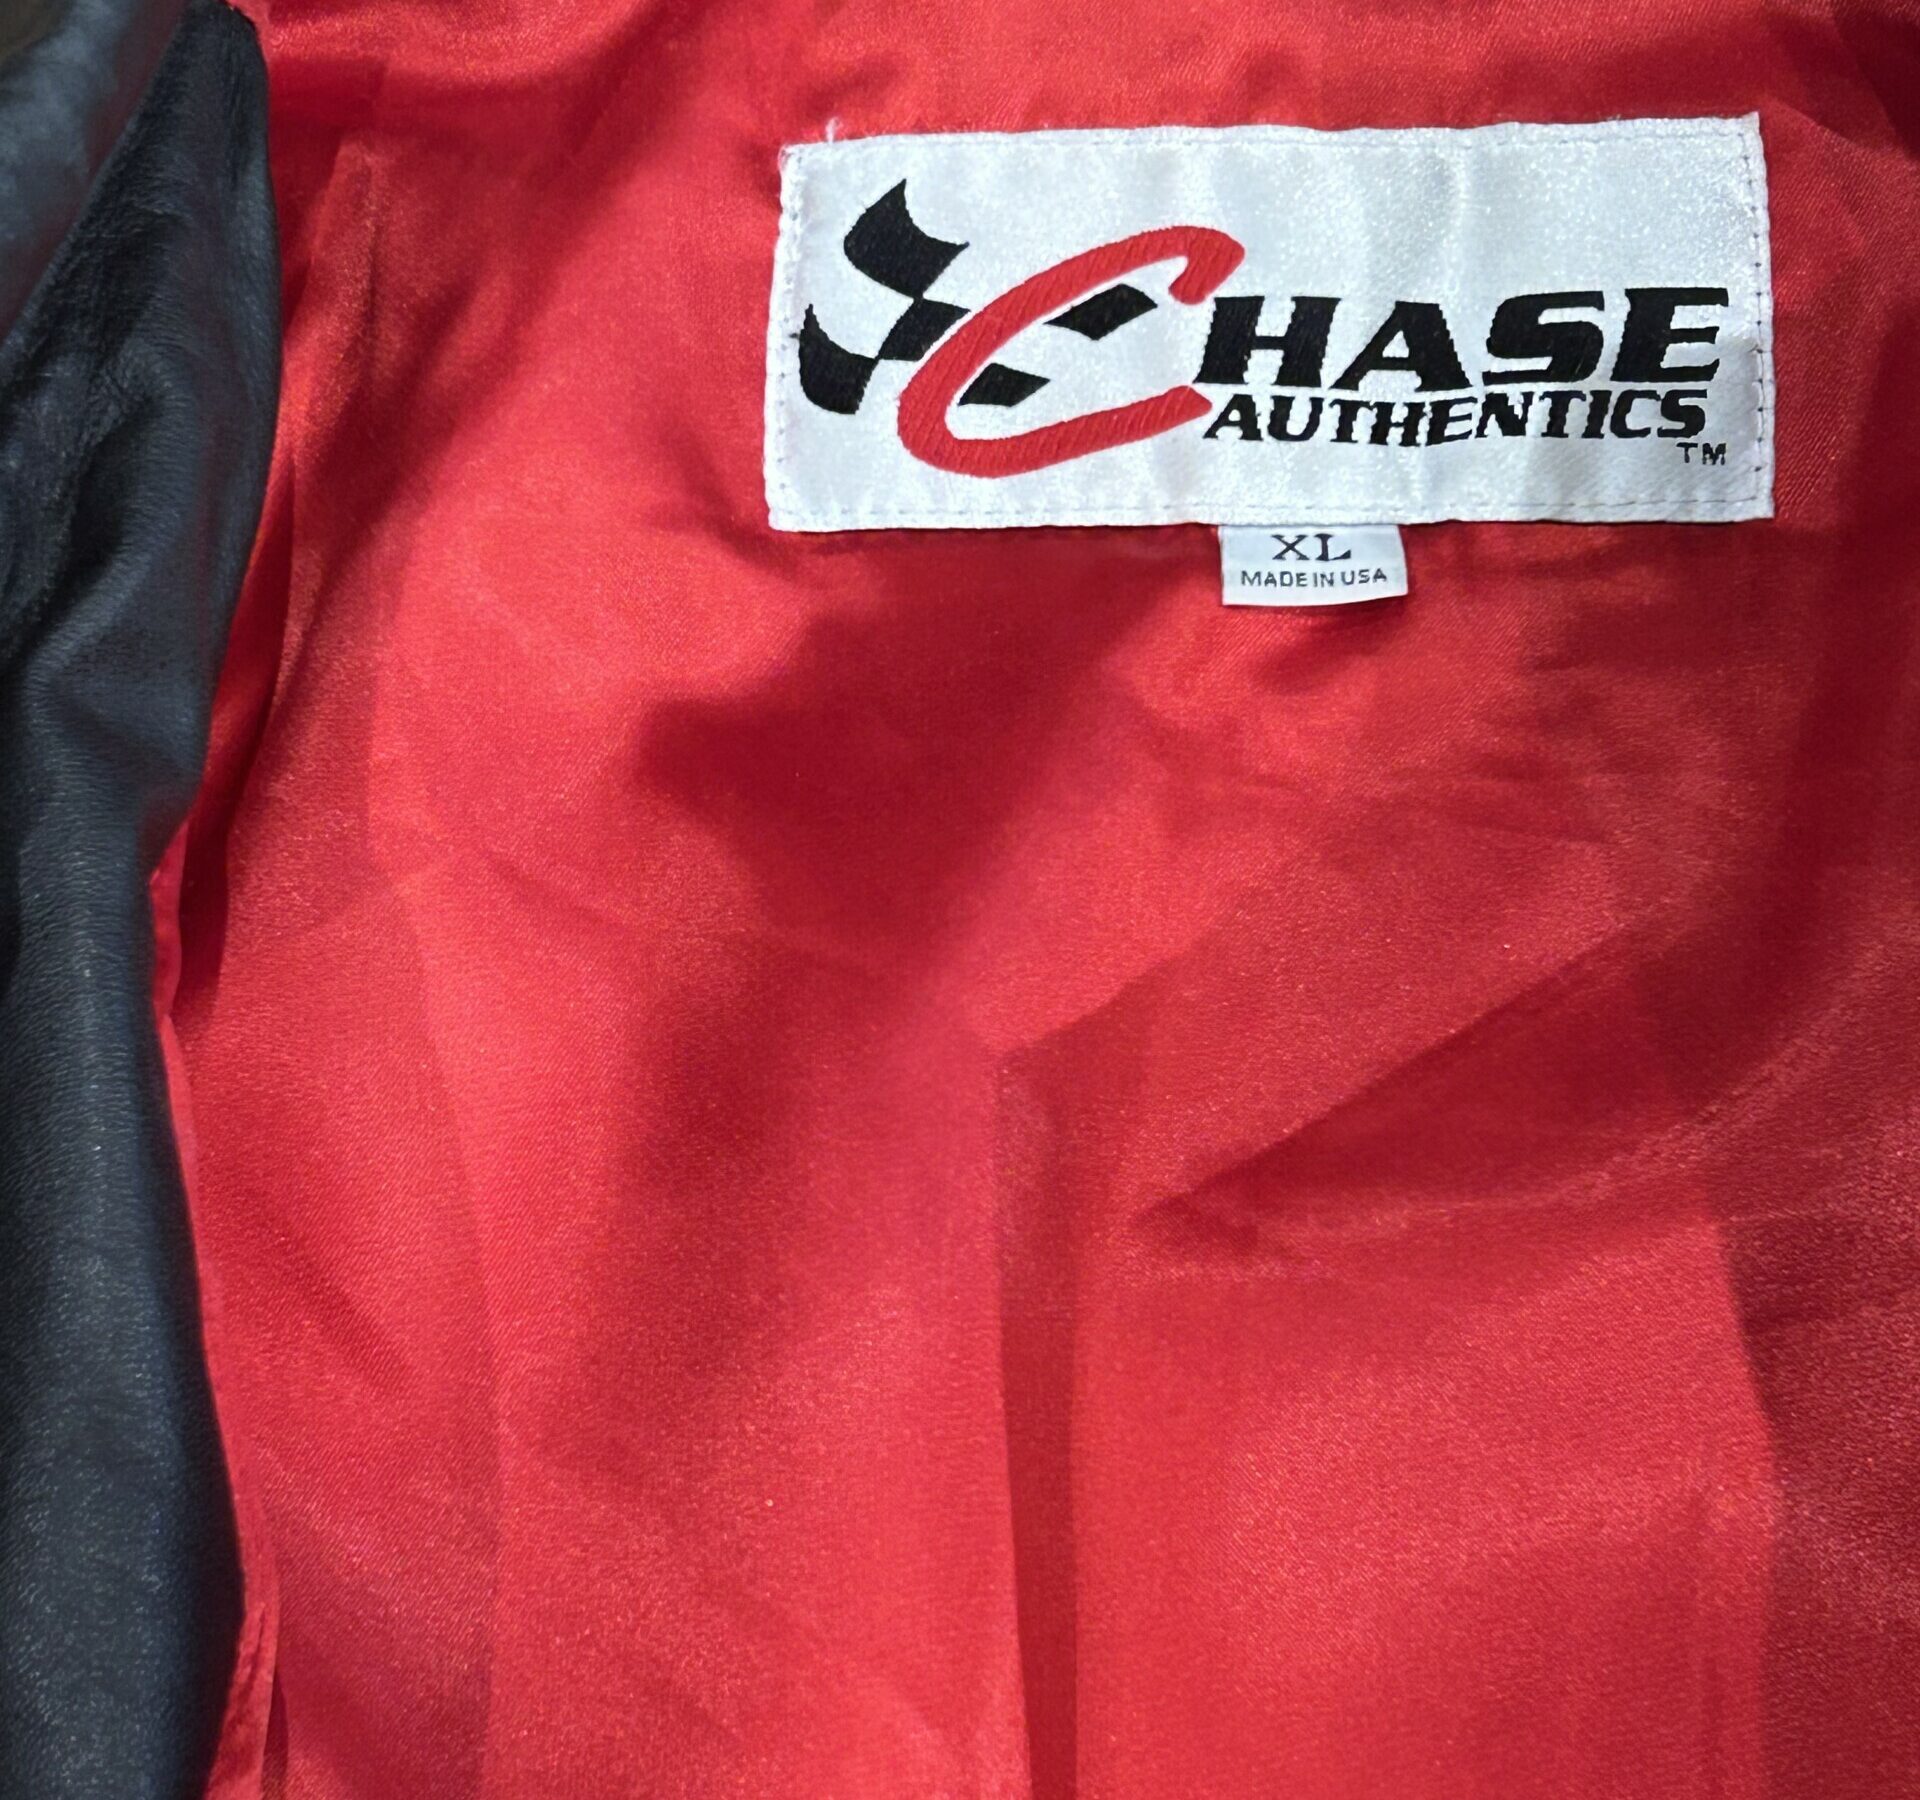 CHASE
AUTHENTICS
TM
XL
MADE IN USA